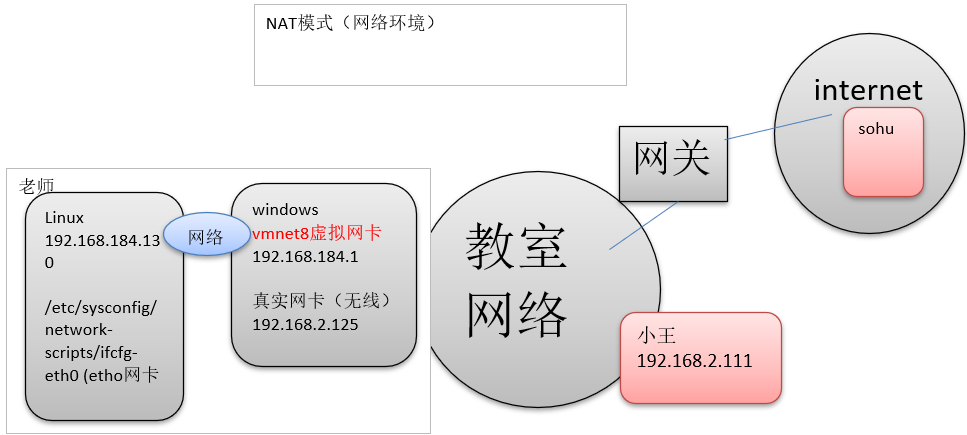 NAT模式（网络环境）
internet
sohu
网关
老师
Linux
192.168.184.13
0
/etc/sysconfig/
network-
scripts/ifcfg-
eth0 (etho网卡
网络
windows
vmnet8虚拟网卡
192.168.184.1
真实网卡（无线）
192.168.2.125
教室
网络
小王
192.168.2.111